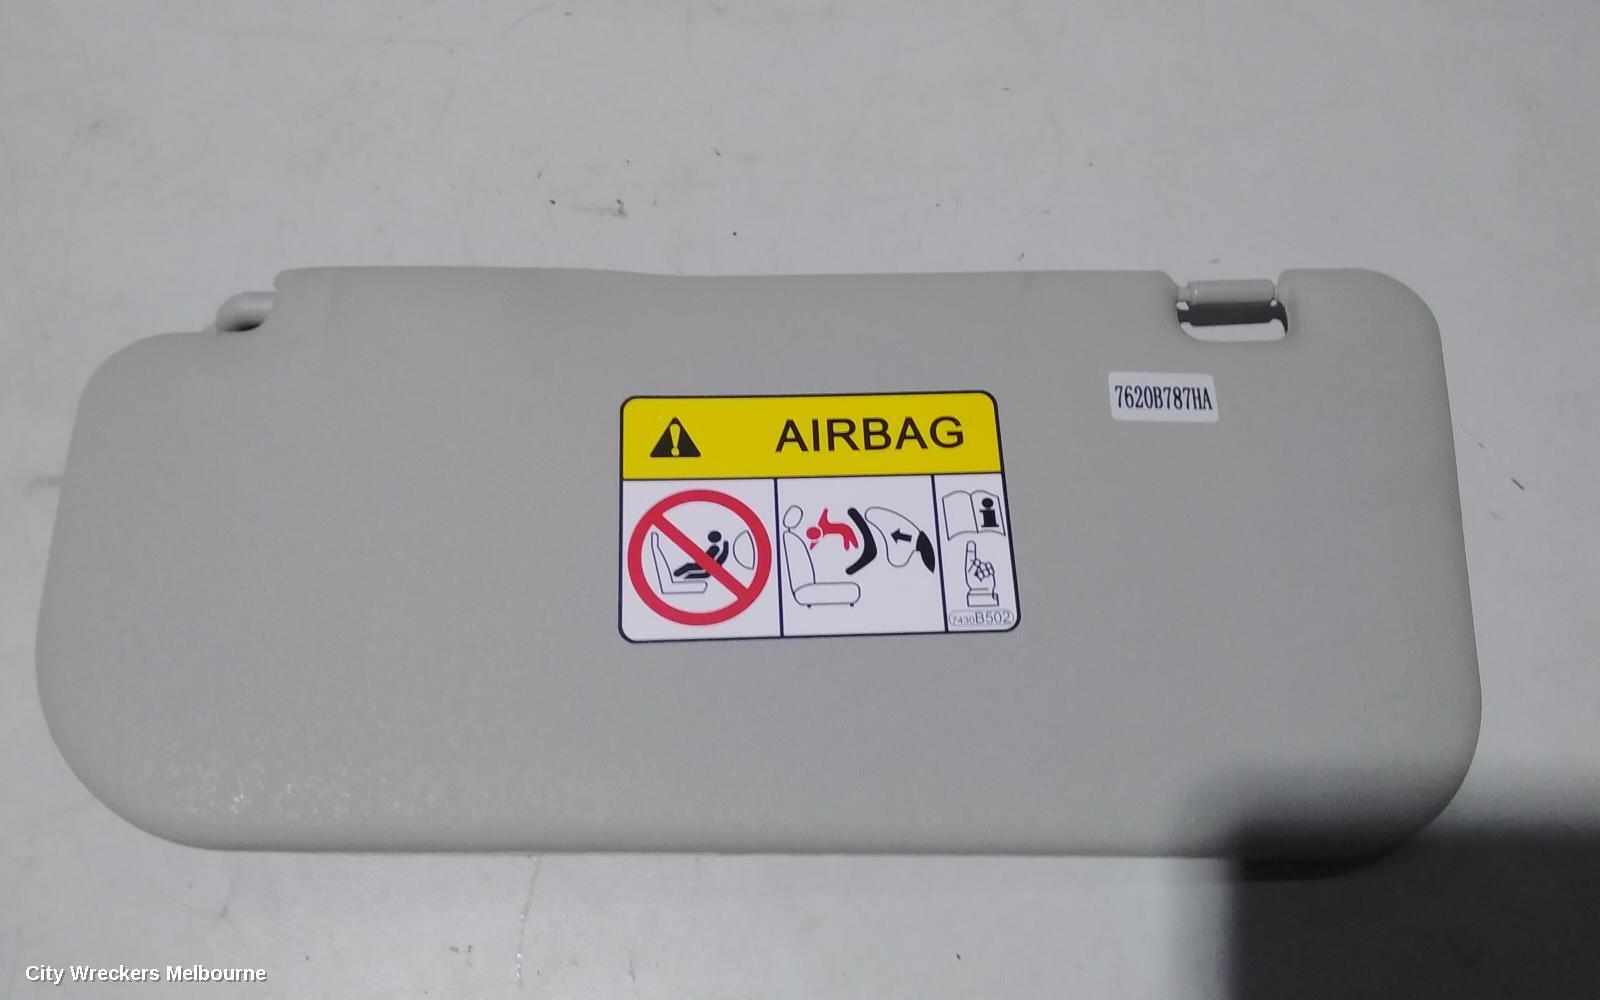 7620B787HA
AIRBAG
7430B502
City Wreckers Melbourne